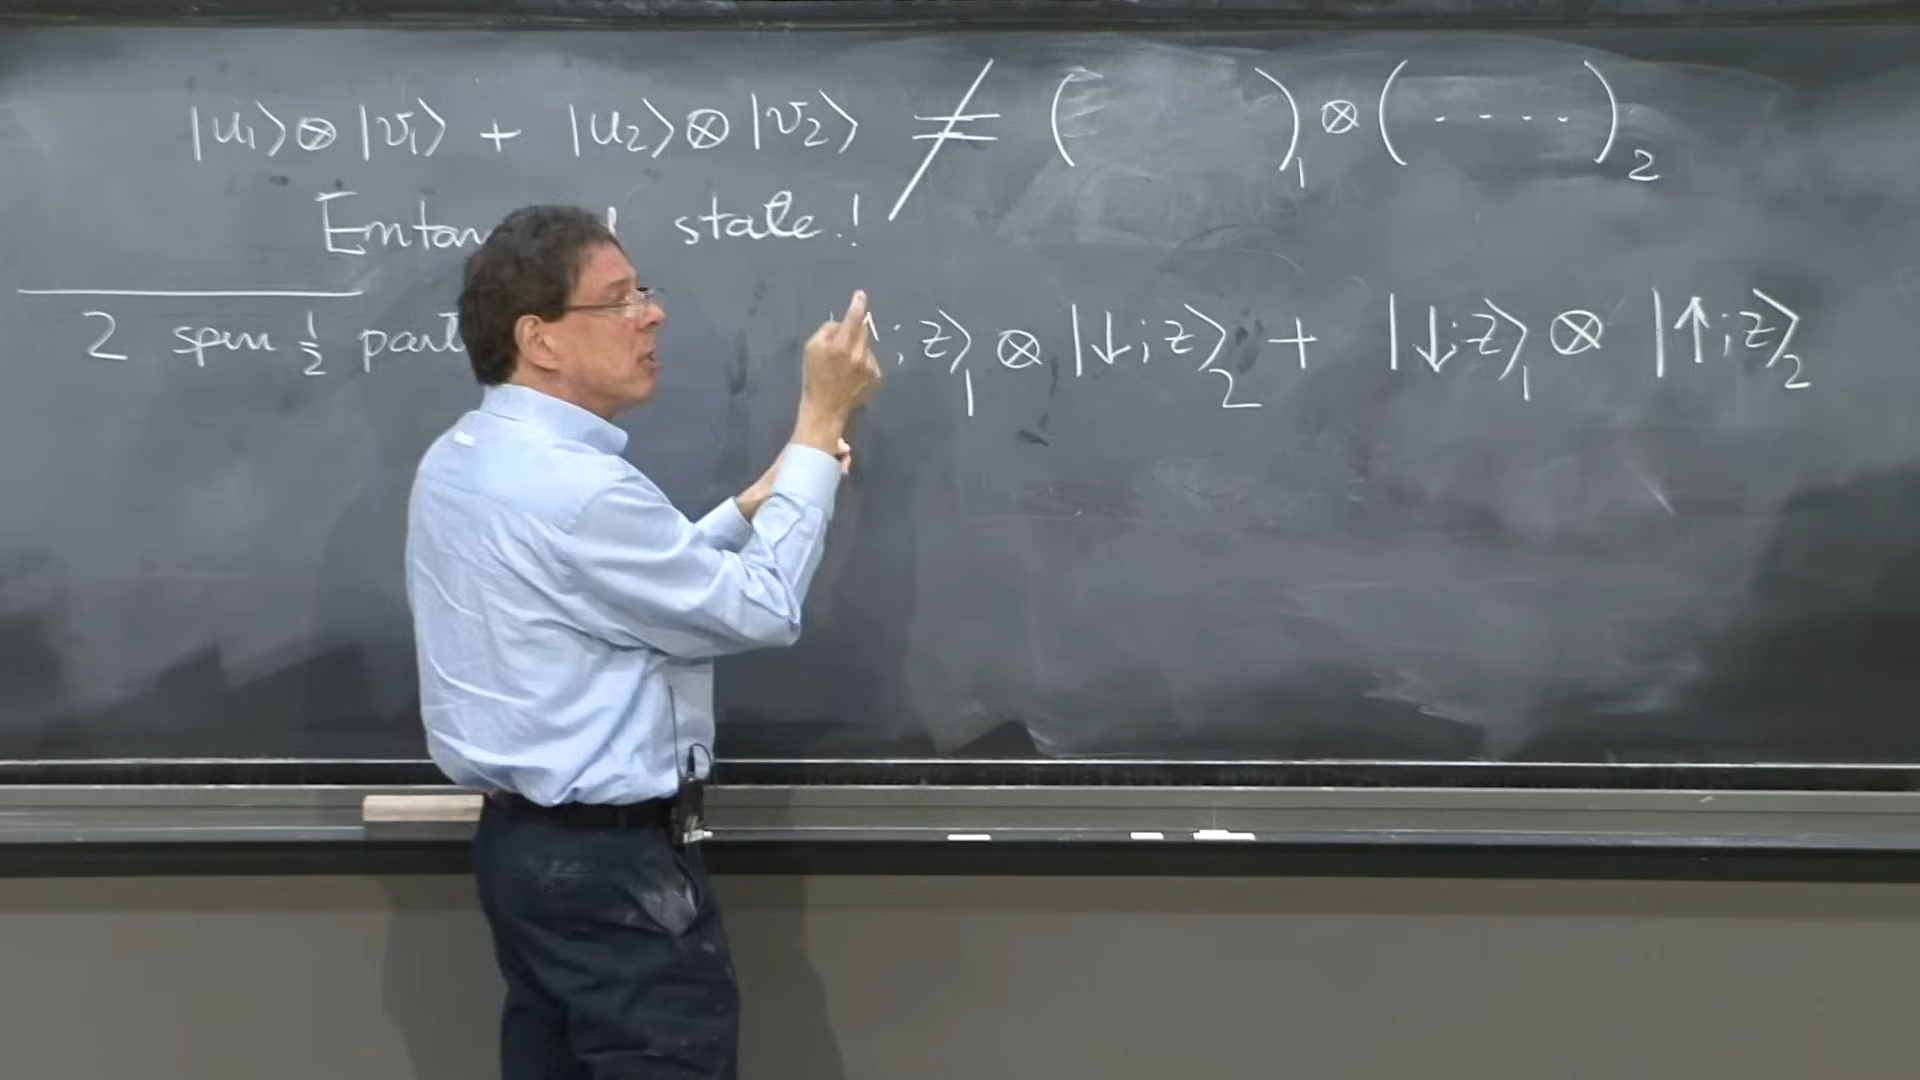 |u₁⟩⊗|v₁⟩ + |u₂⟩⊗|v₂⟩ ≠ ( )₁ ⊗ (....)₂
state!
2 spin 1/2 ;z⟩₁ ⊗ |↓;z⟩₂ + |↓;z⟩₁ ⊗ |↑;z⟩₂